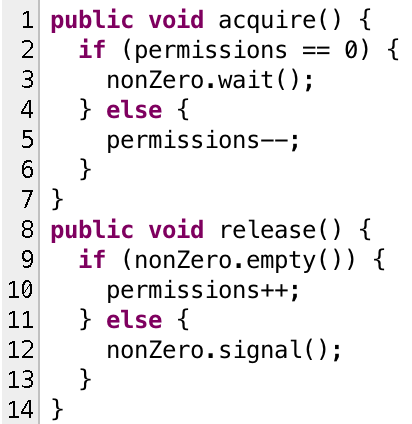 1 public void acquire() {
2   if (permissions == 0) {
3     nonZero.wait();
4   } else {
5     permissions--;
6   }
7 }
8 public void release() {
9   if (nonZero.empty()) {
10     permissions++;
11   } else {
12     nonZero.signal();
13   }
14 }